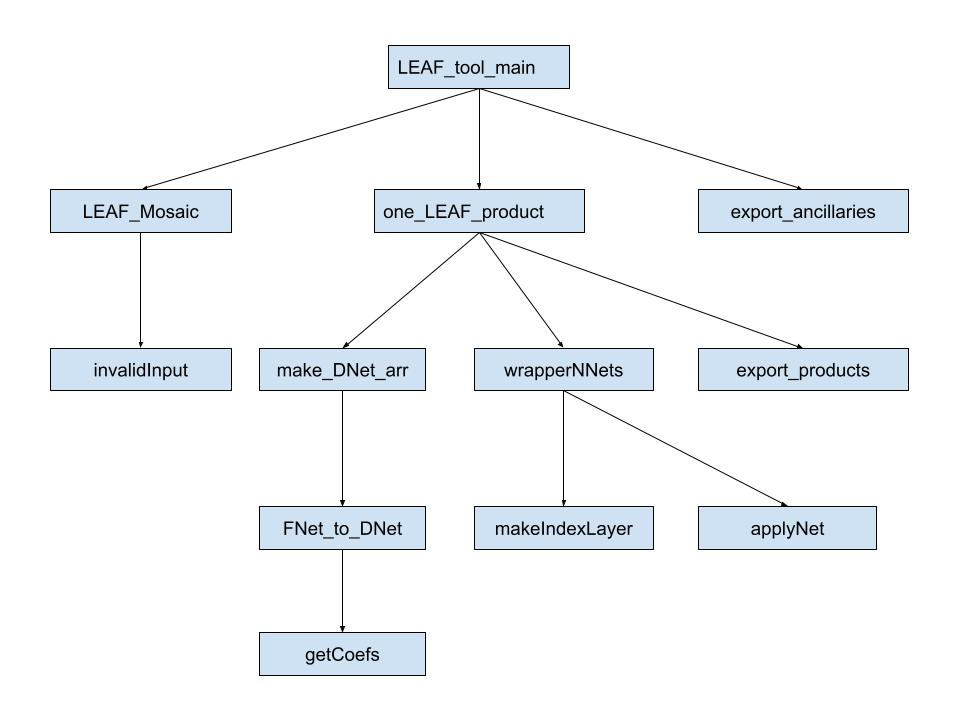 LEAF_tool_main
LEAF_Mosaic
one_LEAF_product
export_ancillaries
invalidInput
make_DNet_arr
wrapperNNets
export_products
FNet_to_DNet
makeIndexLayer
applyNet
getCoefs